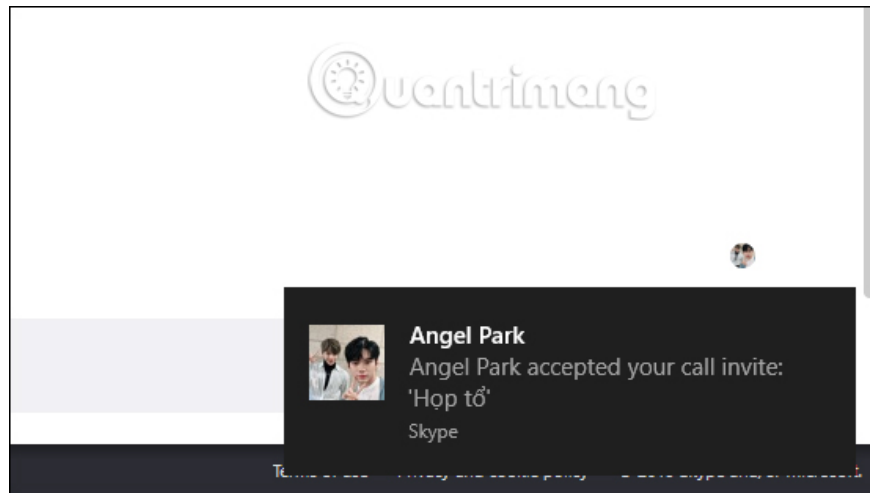 Quantrimang
Angel Park
Angel Park accepted your call invite:
'Họp tổ'
Skype